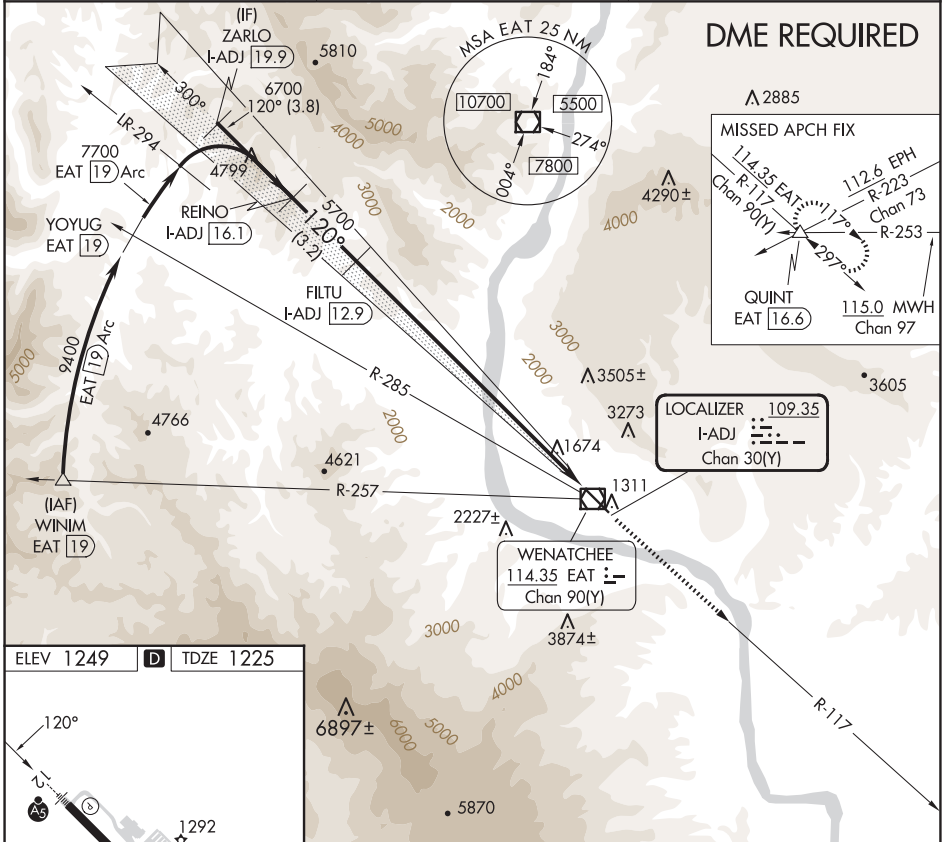 DME REQUIRED
(IF)
ZARLO
I-ADJ 19.9
5810
6700
120° (3.8)
300°
LR-294
7700
EAT 19 Arc
4799
5000
4000
3000
2000
YOYUG
EAT 19
REINO
I-ADJ 16.1
5700
120°
(3.2)
FILTU
I-ADJ 12.9
9400
EAT 19 Arc
5000
R-285
4766
2000
4621
R-257
(IAF)
WINIM
EAT 19
MSA EAT 25 NM
184°
10700
5500
274°
7800
004°
2885
4290±
4000
MISSED APCH FIX
114.35 EAT
R-117
Chan 90(Y)
112.6 EPH
R-223
Chan 73
117°
R-253
297°
QUINT
EAT 16.6
115.0 MWH
Chan 97
3000
2000
3505±
3605
3273
LOCALIZER 109.35
I-ADJ
Chan 30(Y)
1674
1311
2227±
WENATCHEE
114.35 EAT
Chan 90(Y)
3874±
3000
4000
R-117
6897±
6000
5000
5870
ELEV 1249 D TDZE 1225
120°
12
A5
P
1292